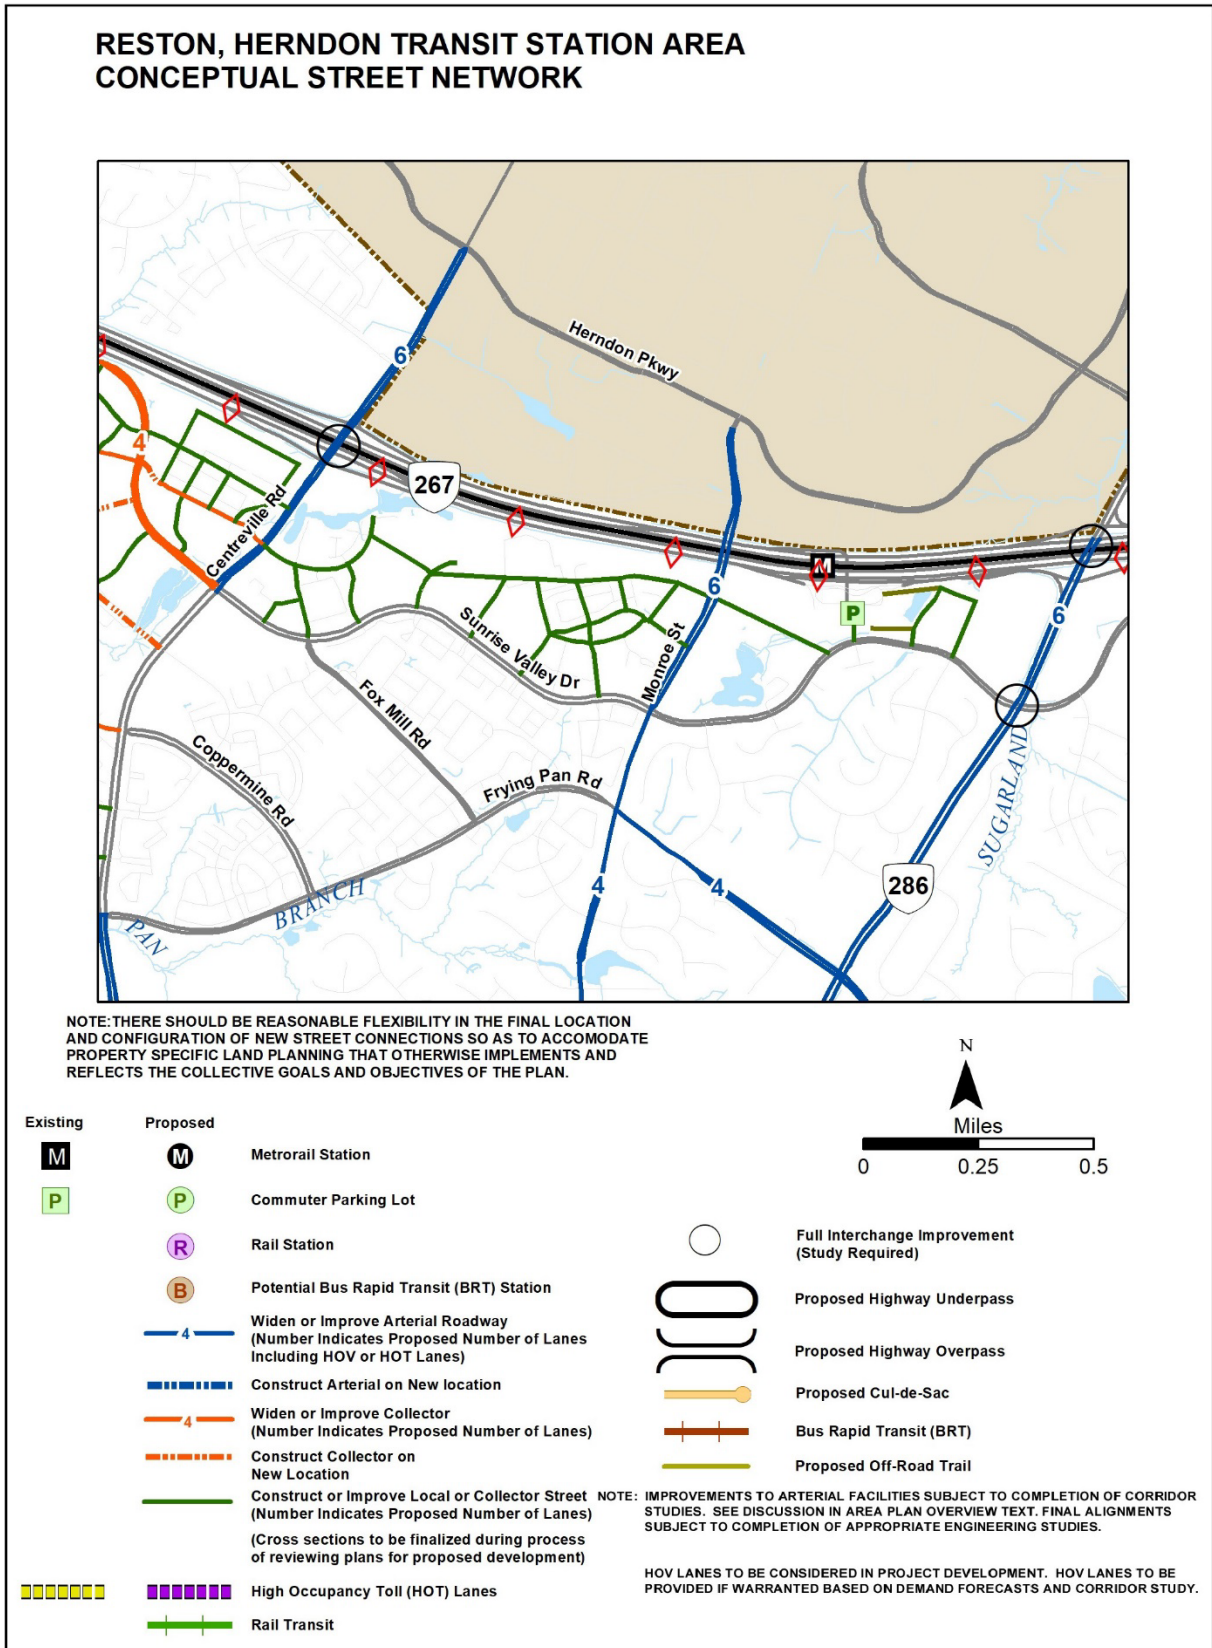 RESTON, HERNDON TRANSIT STATION AREA
CONCEPTUAL STREET NETWORK
Herndon Pkwy
6
4
267
Centreville Rd
M
6
P
6
Sunrise Valley Dr
Monroe St
Fox Mill Rd
Coppermine Rd
Frying Pan Rd
SUGARLAND
286
4
4
BRANCH
PAN
NOTE:THERE SHOULD BE REASONABLE FLEXIBILITY IN THE FINAL LOCATION
AND CONFIGURATION OF NEW STREET CONNECTIONS SO AS TO ACCOMODATE
PROPERTY SPECIFIC LAND PLANNING THAT OTHERWISE IMPLEMENTS AND
REFLECTS THE COLLECTIVE GOALS AND OBJECTIVES OF THE PLAN.
N
Miles
0 0.25 0.5
Existing Proposed
M M Metrorail Station
P P Commuter Parking Lot
R Rail Station
B Potential Bus Rapid Transit (BRT) Station
4 Widen or Improve Arterial Roadway
(Number Indicates Proposed Number of Lanes
Including HOV or HOT Lanes)
Construct Arterial on New location
4 Widen or Improve Collector
(Number Indicates Proposed Number of Lanes)
Construct Collector on
New Location
Construct or Improve Local or Collector Street
(Number Indicates Proposed Number of Lanes)
(Cross sections to be finalized during process
of reviewing plans for proposed development)
High Occupancy Toll (HOT) Lanes
Rail Transit
Full Interchange Improvement
(Study Required)
Proposed Highway Underpass
Proposed Highway Overpass
Proposed Cul-de-Sac
Bus Rapid Transit (BRT)
Proposed Off-Road Trail
NOTE: IMPROVEMENTS TO ARTERIAL FACILITIES SUBJECT TO COMPLETION OF CORRIDOR
STUDIES. SEE DISCUSSION IN AREA PLAN OVERVIEW TEXT. FINAL ALIGNMENTS
SUBJECT TO COMPLETION OF APPROPRIATE ENGINEERING STUDIES.
HOV LANES TO BE CONSIDERED IN PROJECT DEVELOPMENT. HOV LANES TO BE
PROVIDED IF WARRANTED BASED ON DEMAND FORECASTS AND CORRIDOR STUDY.